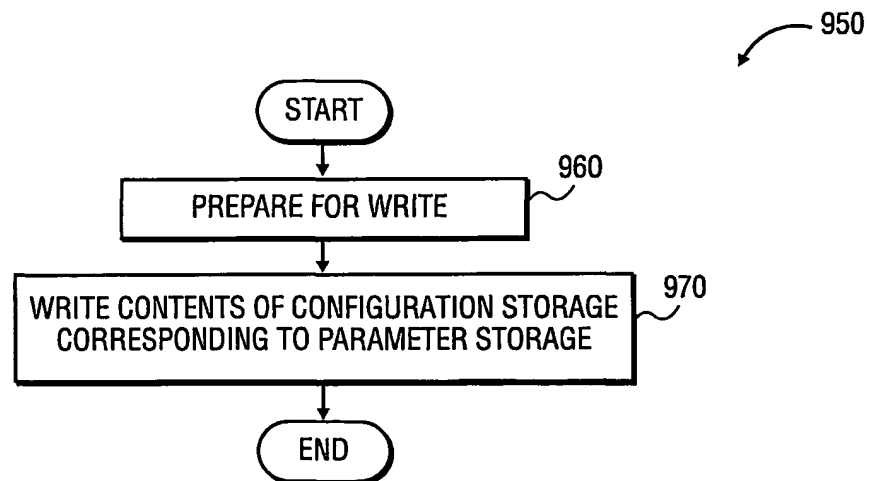 950
START
960
PREPARE FOR WRITE
970
WRITE CONTENTS OF CONFIGURATION STORAGE
CORRESPONDING TO PARAMETER STORAGE
END